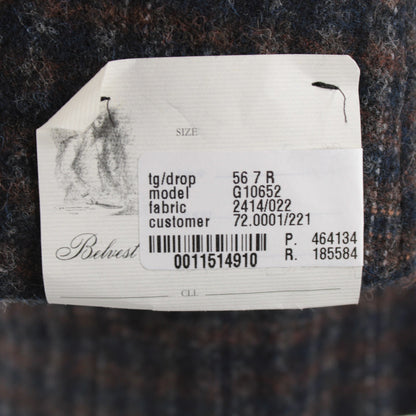 SIZE
tg/drop 56 7 R
model G10652
fabric 2414/022
customer 72.0001/221
Belvest
P. 464134
0011514910 R. 185584
CLI.